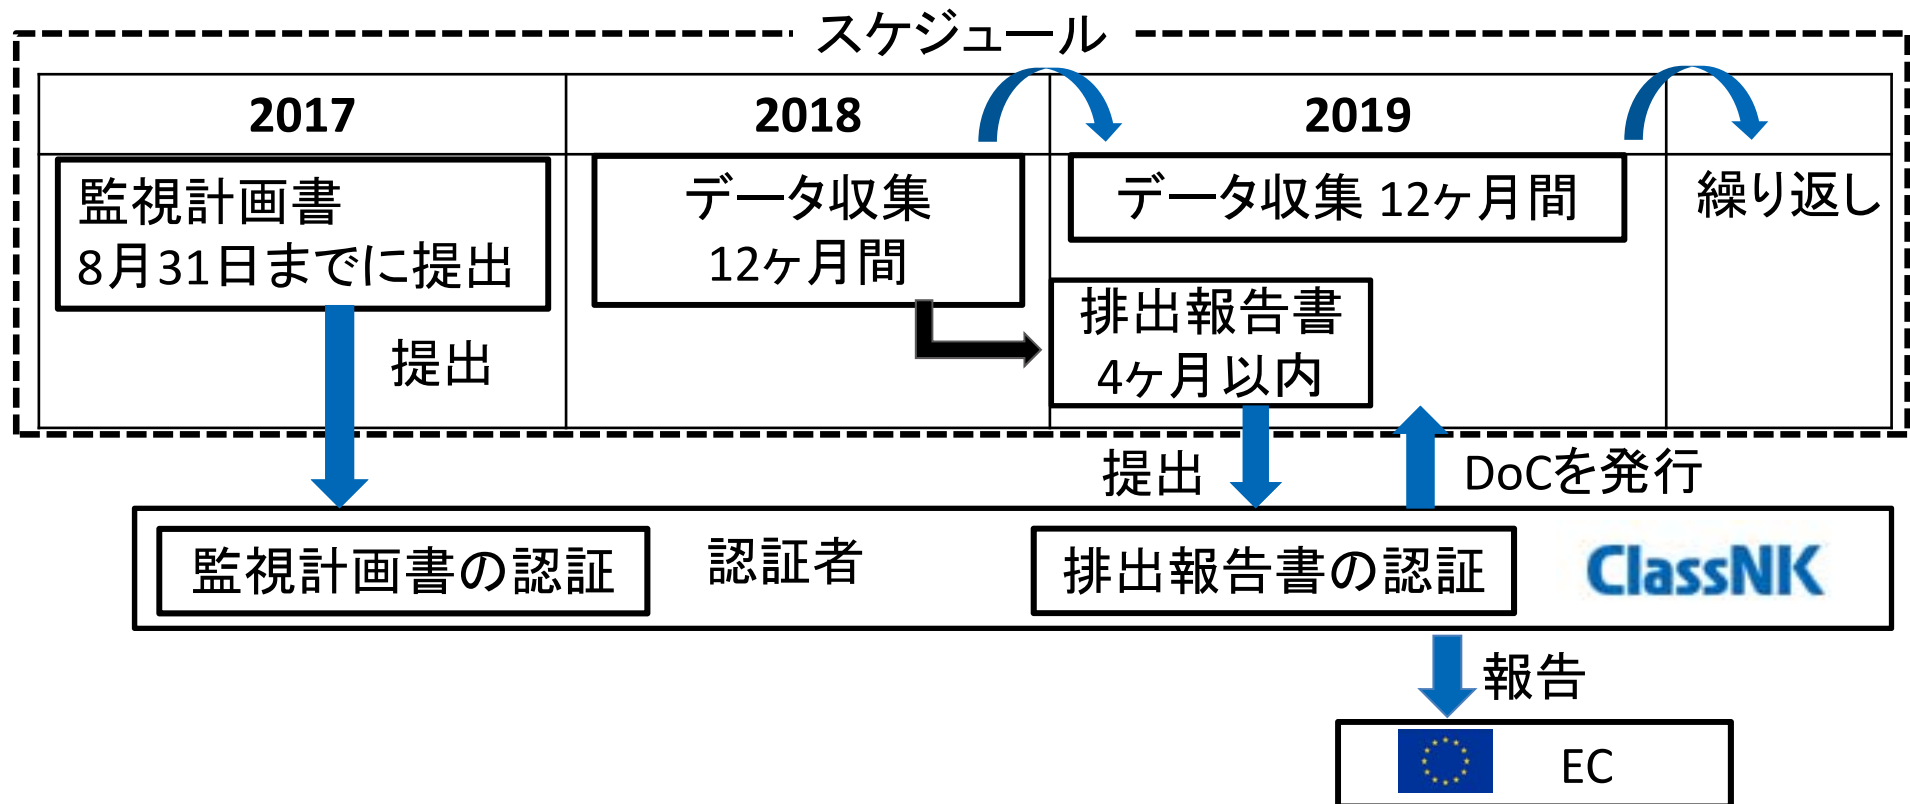 スケジュール
2017
2018
2019
監視計画書
8月31日までに提出
データ収集
12ヶ月間
データ収集 12ヶ月間
繰り返し
排出報告書
4ヶ月以内
提出
提出
DoCを発行
監視計画書の認証
認証者
排出報告書の認証
ClassNK
報告
EC